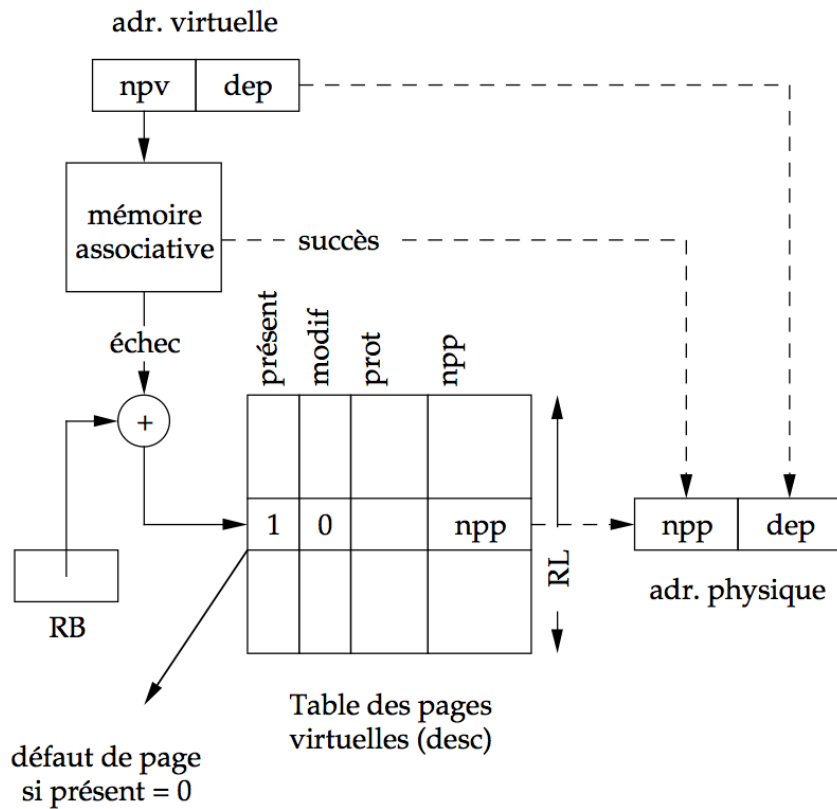 adr. virtuelle
npv dep
mémoire
associative
succès
échec
présent modif prot npp
+
1 0 npp
RL
npp dep
adr. physique
RB
Table des pages
virtuelles (desc)
défaut de page
si présent = 0